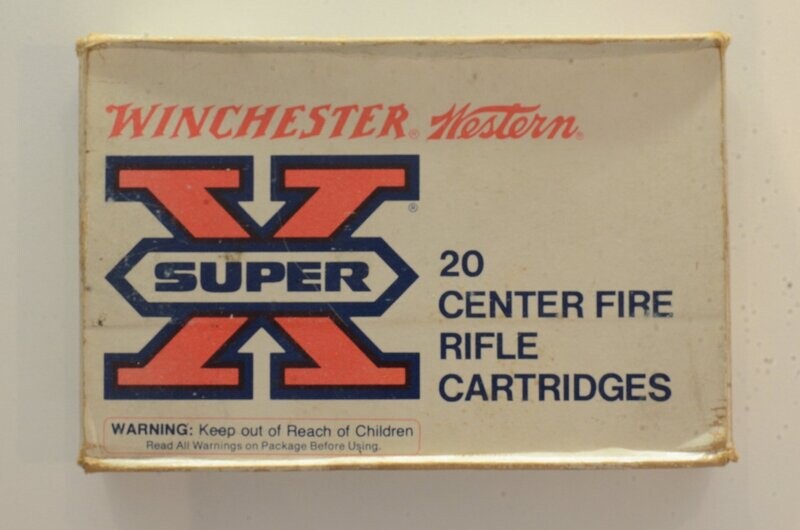 WINCHESTER® Western®
X®
SUPER
20
CENTER FIRE
RIFLE
CARTRIDGES
WARNING: Keep out of Reach of Children
Read All Warnings on Package Before Using.